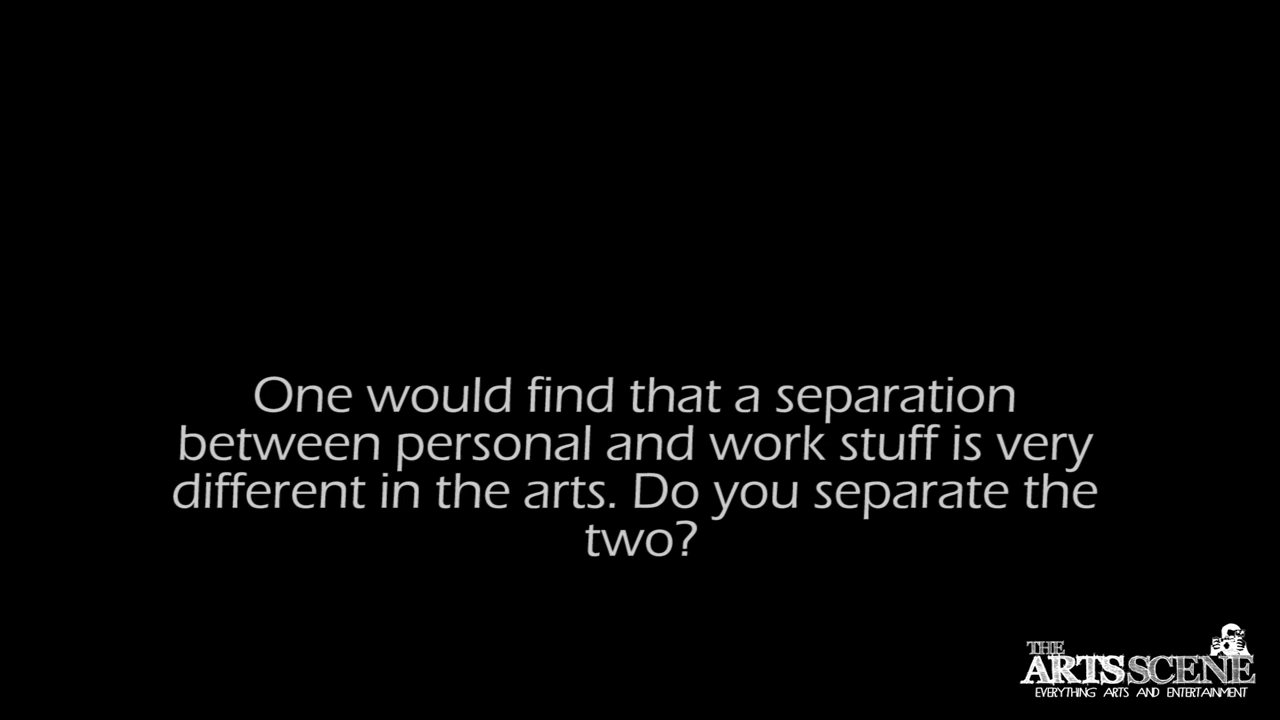 One would find that a separation
between personal and work stuff is very
different in the arts. Do you separate the
two?
THE
ARTS SCENE
EVERYTHING ARTS AND ENTERTAINMENT